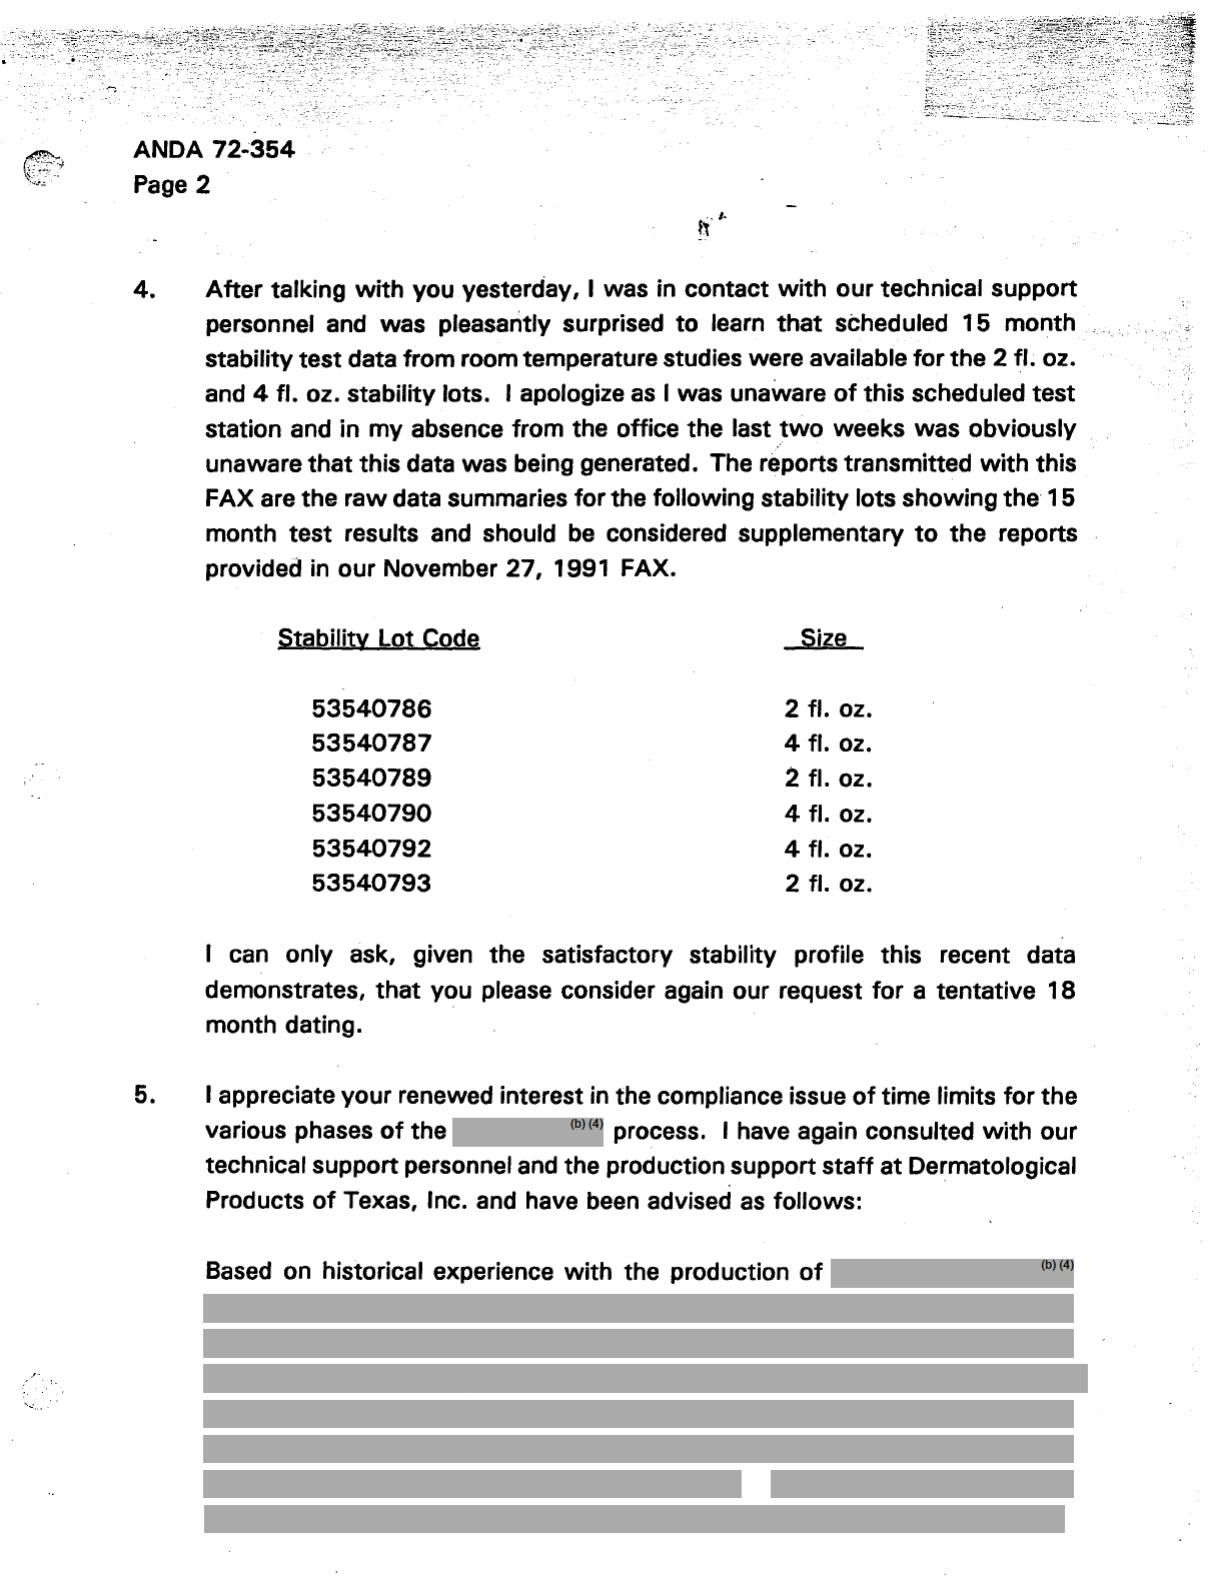 ANDA 72-354
Page 2
4. After talking with you yesterday, I was in contact with our technical support
personnel and was pleasantly surprised to learn that scheduled 15 month
stability test data from room temperature studies were available for the 2 fl. oz.
and 4 fl. oz. stability lots. I apologize as I was unaware of this scheduled test
station and in my absence from the office the last two weeks was obviously
unaware that this data was being generated. The reports transmitted with this
FAX are the raw data summaries for the following stability lots showing the 15
month test results and should be considered supplementary to the reports
provided in our November 27, 1991 FAX.
Stability Lot Code Size
53540786 2 fl. oz.
53540787 4 fl. oz.
53540789 2 fl. oz.
53540790 4 fl. oz.
53540792 4 fl. oz.
53540793 2 fl. oz.
I can only ask, given the satisfactory stability profile this recent data
demonstrates, that you please consider again our request for a tentative 18
month dating.
5. I appreciate your renewed interest in the compliance issue of time limits for the
various phases of the (b) (4) process. I have again consulted with our
technical support personnel and the production support staff at Dermatological
Products of Texas, Inc. and have been advised as follows:
Based on historical experience with the production of (b) (4)